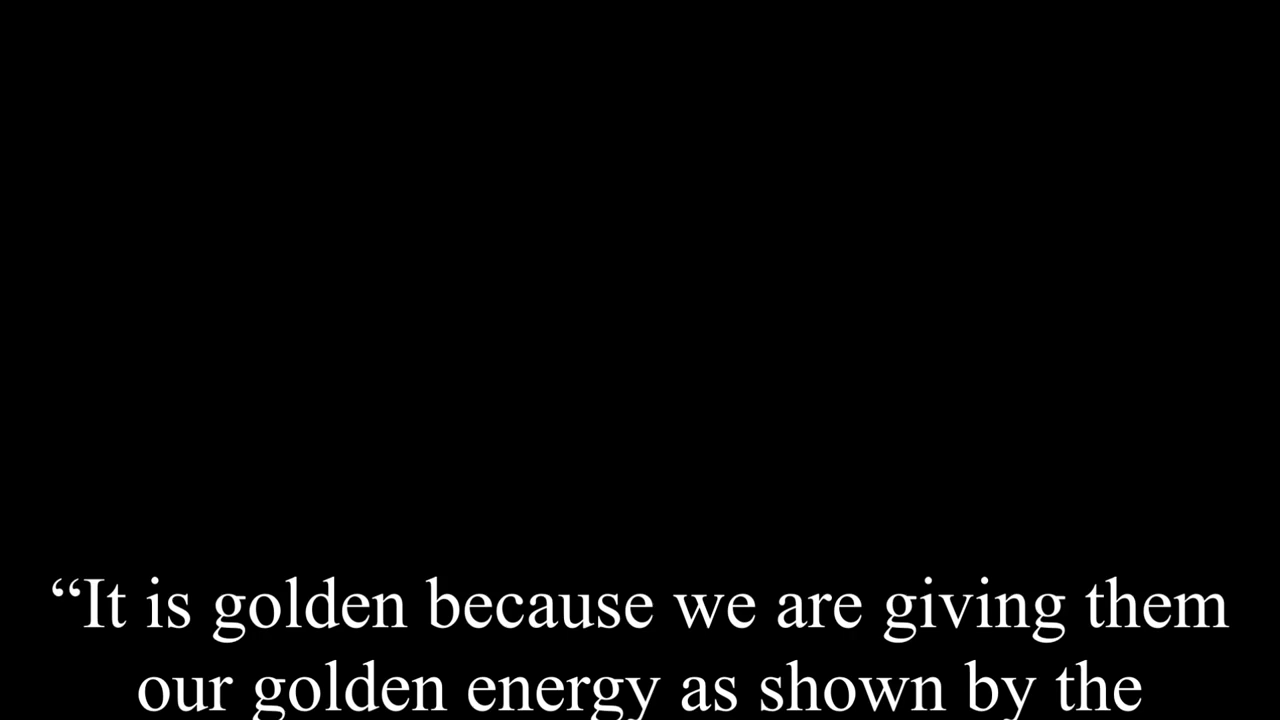 “It is golden because we are giving them
our golden energy as shown by the